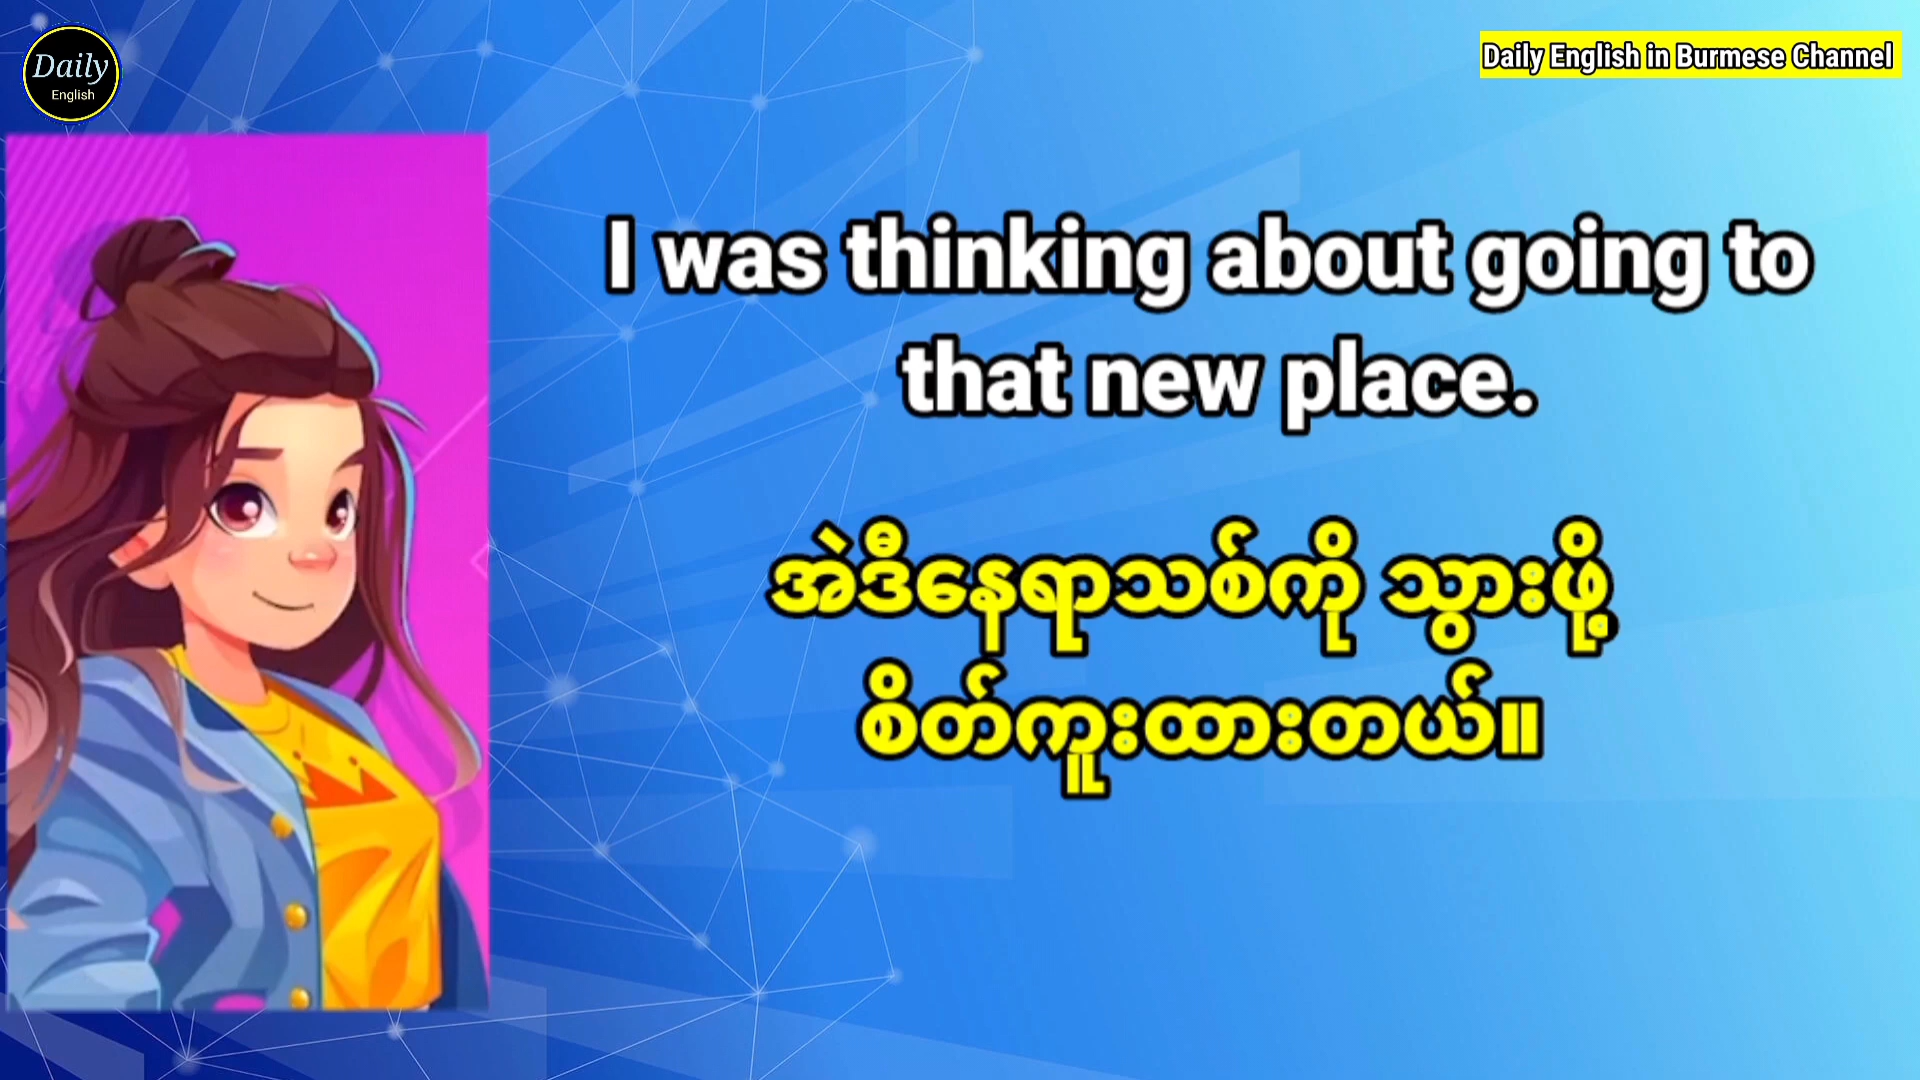 Daily
English
Daily English in Burmese Channel
I was thinking about going to
that new place.
အဲဒီနေရာသစ်ကို သွားဖို့
စိတ်ကူးထားတယ်။